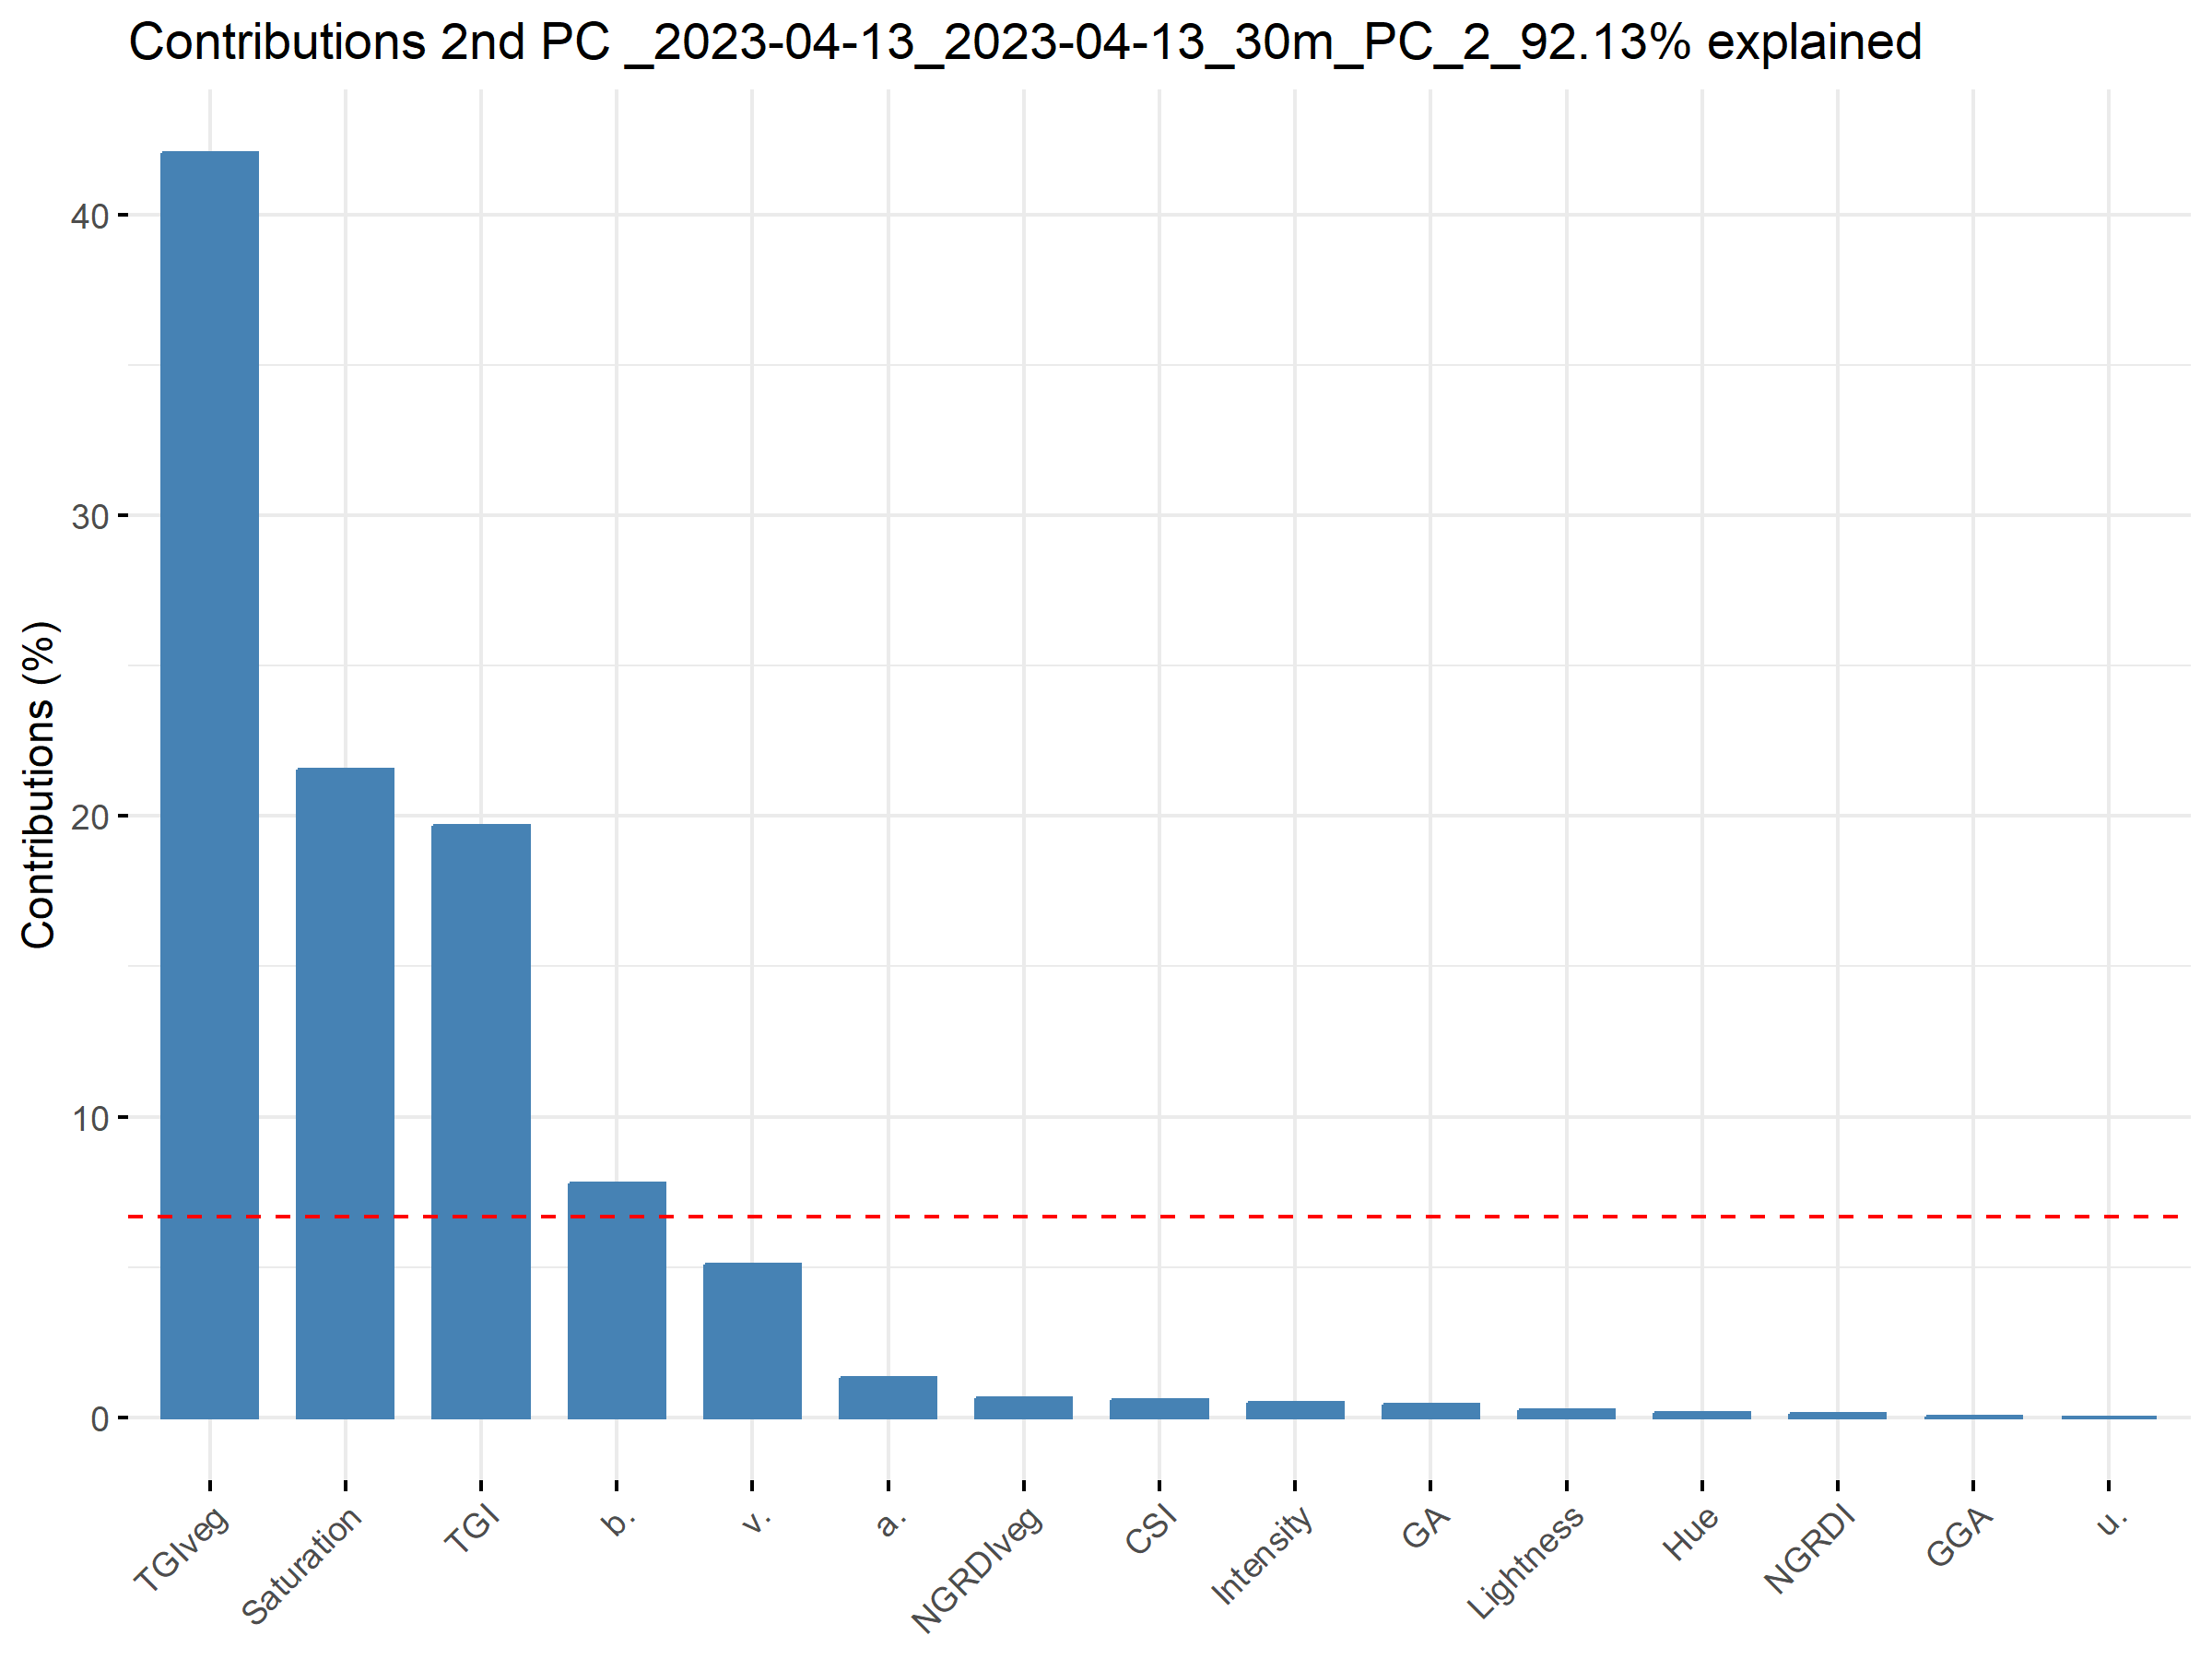 Contributions 2nd PC _2023-04-13_2023-04-13_30m_PC_2_92.13% explained
Contributions (%)
40
30
20
10
0
TGIveg
Saturation
TGI
b.
v.
a.
NGRDIveg
CSI
Intensity
GA
Lightness
Hue
NGRDI
GGA
u.